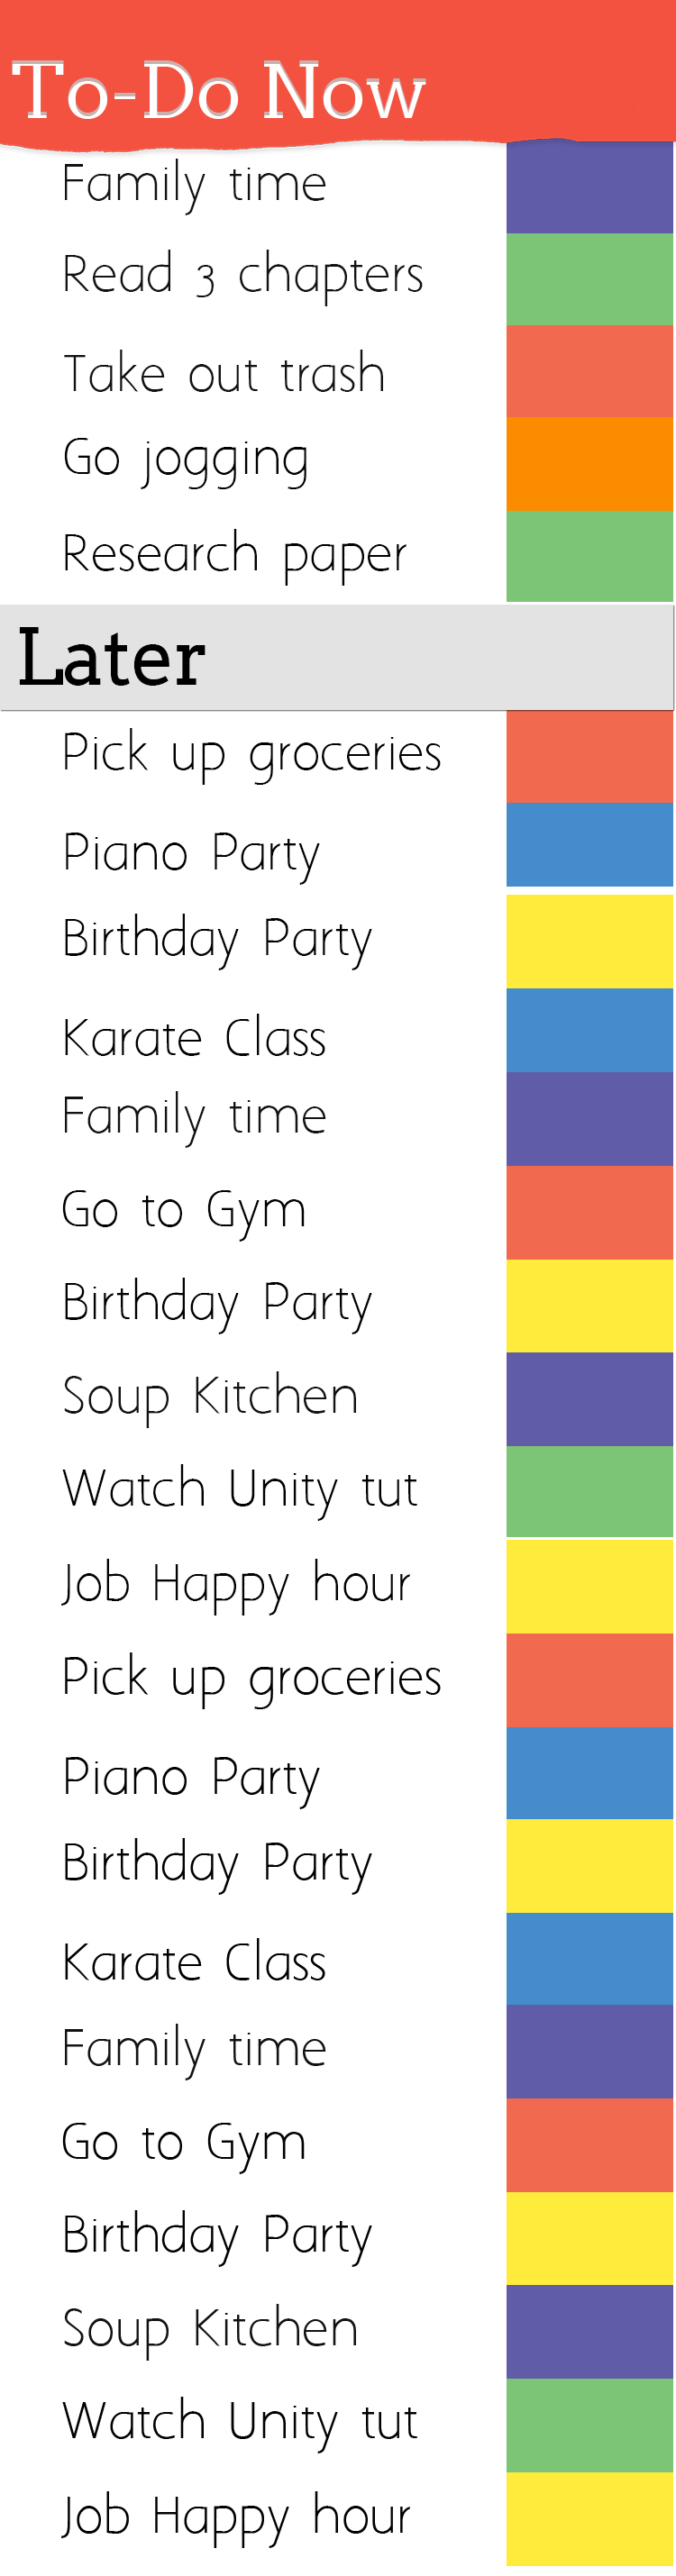 To-Do Now
Family time
Read 3 chapters
Take out trash
Go jogging
Research paper
Later
Pick up groceries
Piano Party
Birthday Party
Karate Class
Family time
Go to Gym
Birthday Party
Soup Kitchen
Watch Unity tut
Job Happy hour
Pick up groceries
Piano Party
Birthday Party
Karate Class
Family time
Go to Gym
Birthday Party
Soup Kitchen
Watch Unity tut
Job Happy hour